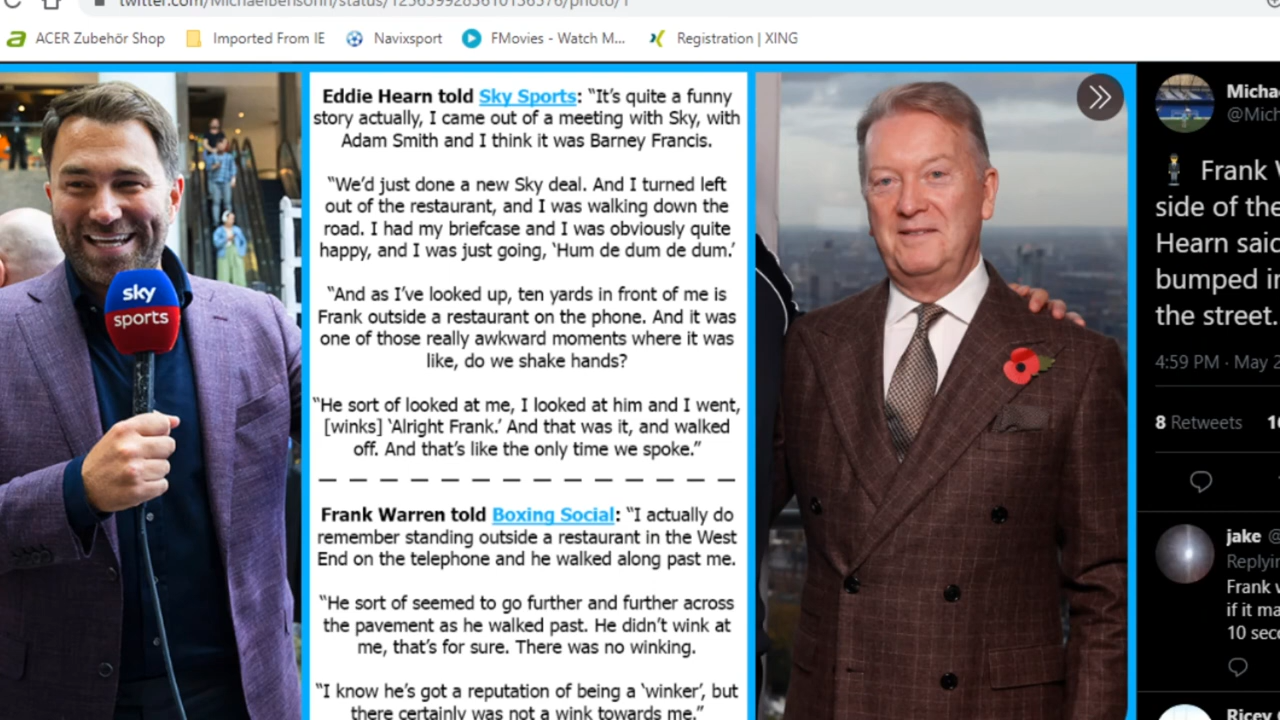 twitter.com/MichaelBensonn/status/1256599283610136576/photo/1
ACER Zubehör Shop
Imported From IE
Navixsport
FMovies - Watch M...
Registration | XING
Eddie Hearn told Sky Sports: “It’s quite a funny
story actually, I came out of a meeting with Sky, with
Adam Smith and I think it was Barney Francis.
“We’d just done a new Sky deal. And I turned left
out of the restaurant, and I was walking down the
road. I had my briefcase and I was obviously quite
happy, and I was just going, ‘Hum de dum de dum.’
“And as I’ve looked up, ten yards in front of me is
Frank outside a restaurant on the phone. And it was
one of those really awkward moments where it was
like, do we shake hands?
“He sort of looked at me, I looked at him and I went,
[winks] ‘Alright Frank.’ And that was it, and walked
off. And that’s like the only time we spoke.”
Frank Warren told Boxing Social: “I actually do
remember standing outside a restaurant in the West
End on the telephone and he walked along past me.
“He sort of seemed to go further and further across
the pavement as he walked past. He didn’t wink at
me, that’s for sure. There was no winking.
“I know he’s got a reputation of being a ‘winker’, but
there certainly was not a wink towards me.”
sky
sports
Micha
@Mich
Frank W
side of the
Hearn said
bumped in
the street.
4:59 PM · May 2
8 Retweets 10
jake @
Replyin
Frank w
if it ma
10 seco
Ricey